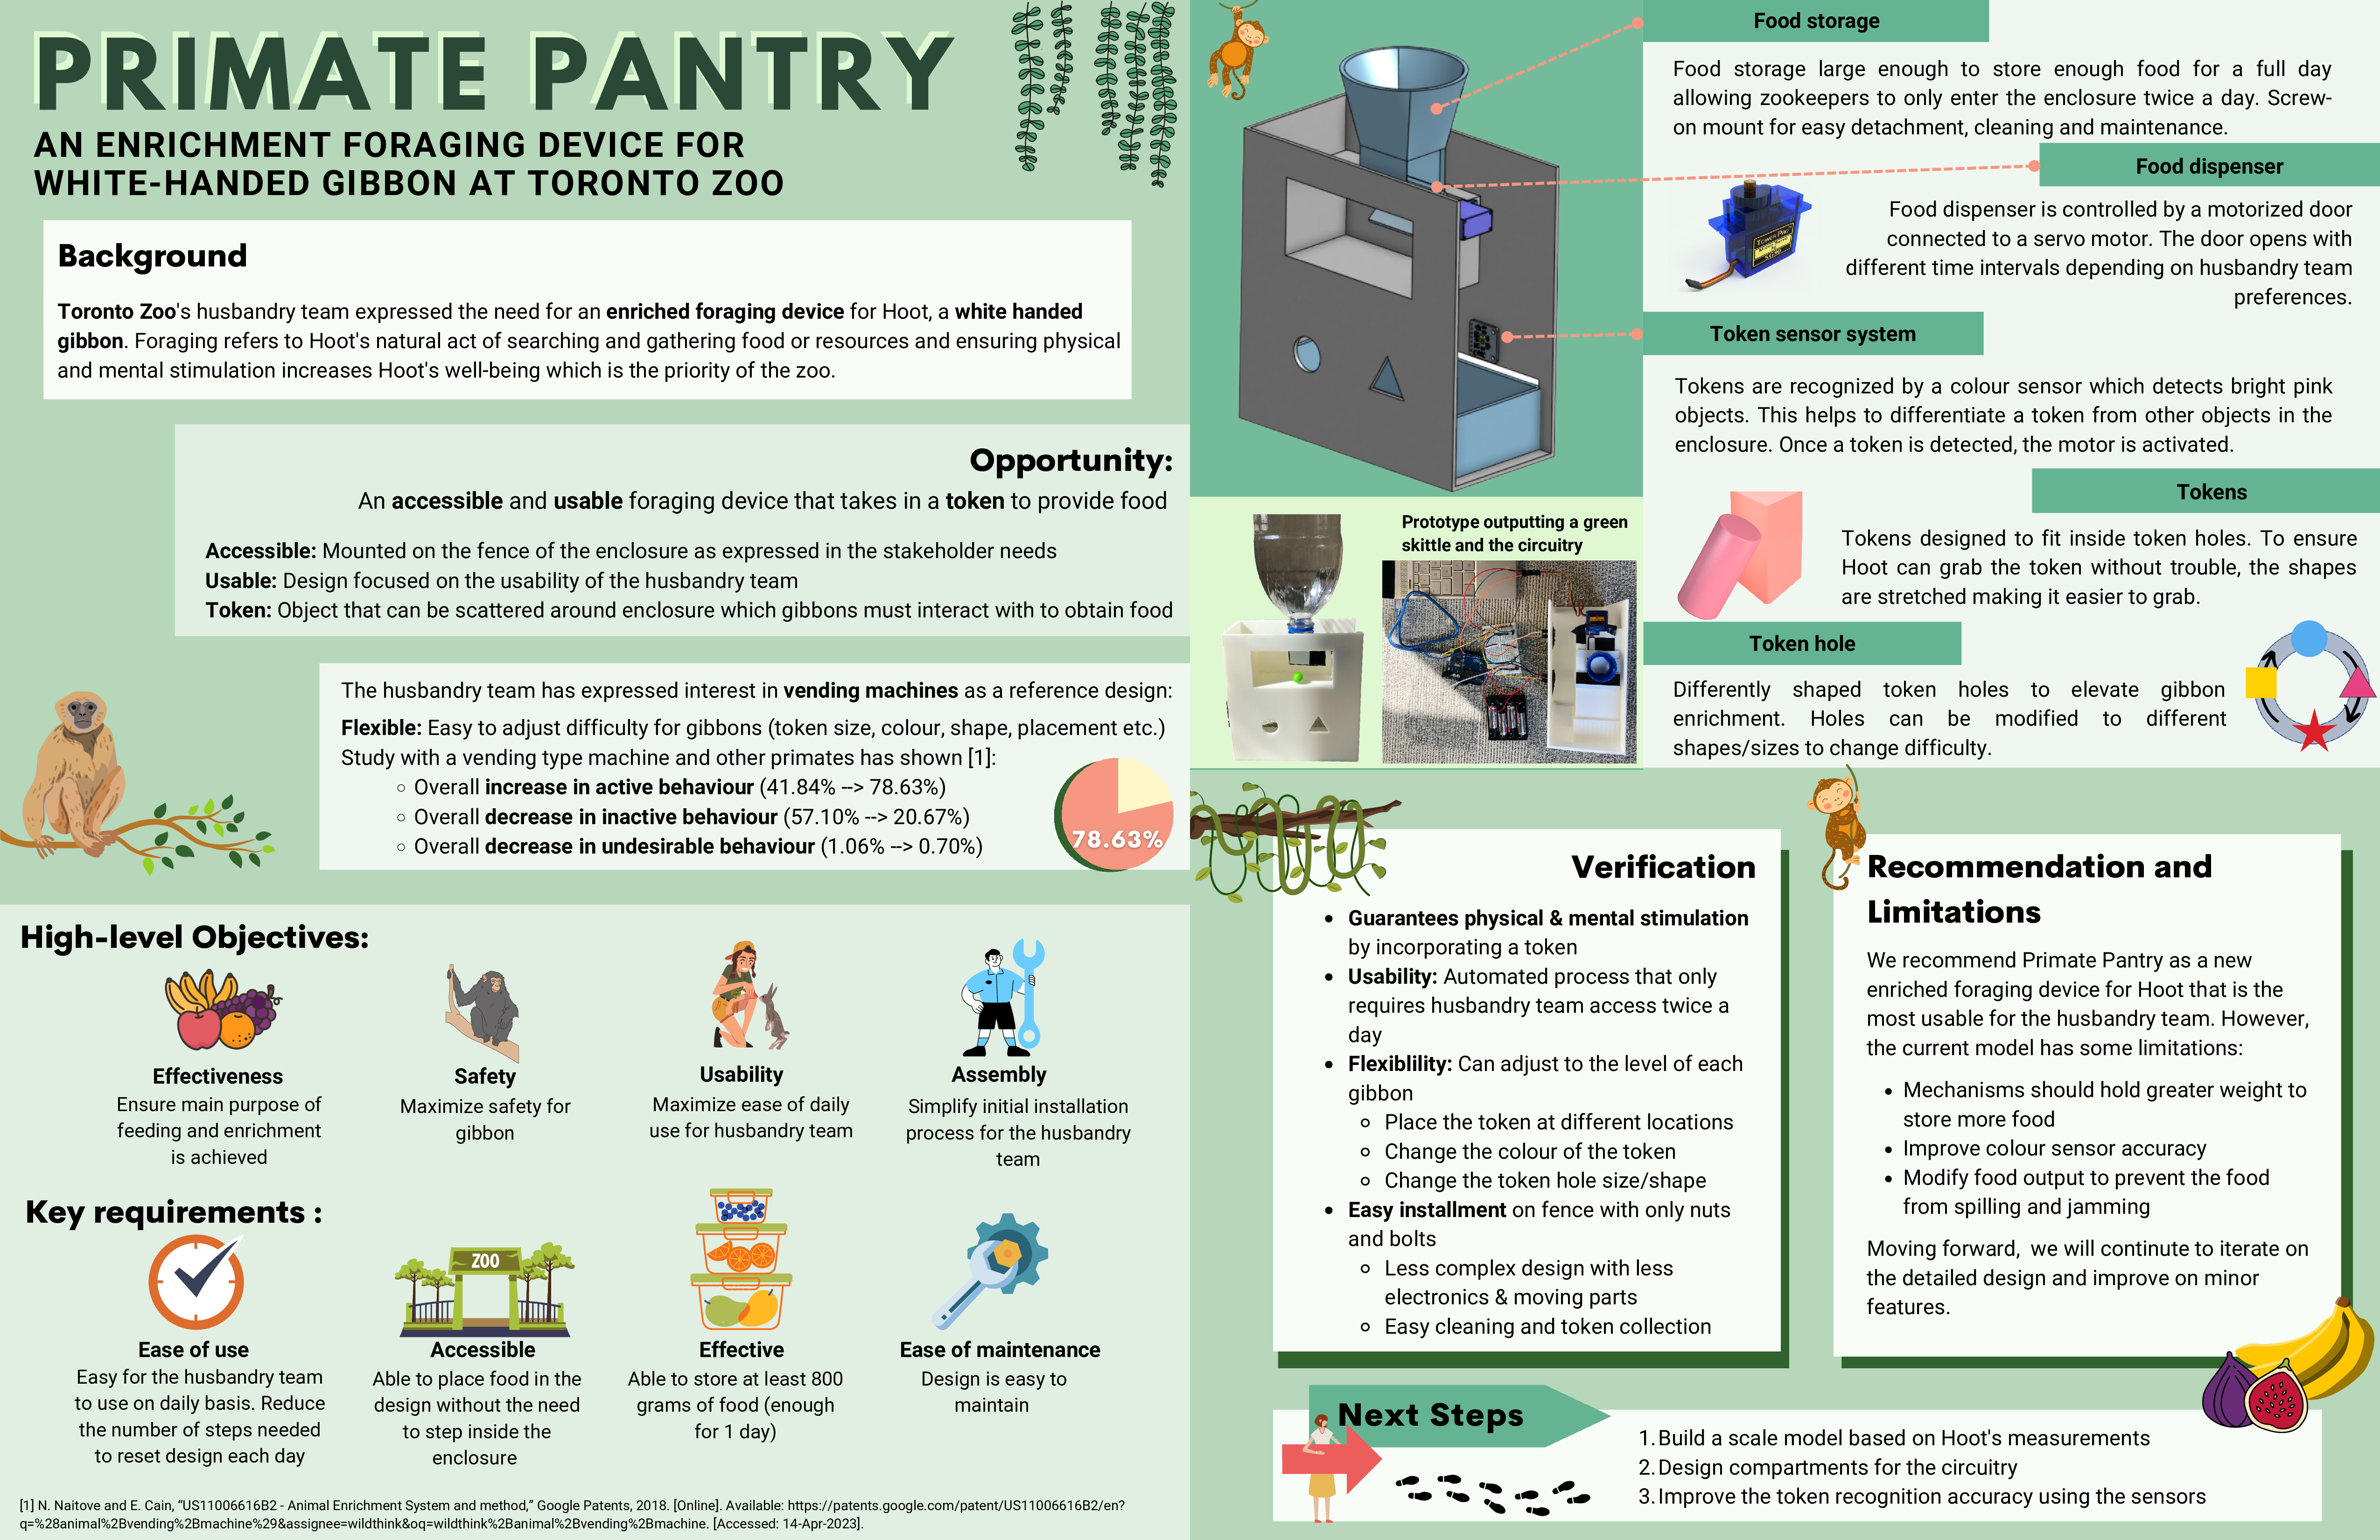 PRIMATE PANTRY
AN ENRICHMENT FORAGING DEVICE FOR
WHITE-HANDED GIBBON AT TORONTO ZOO
Background
Toronto Zoo's husbandry team expressed the need for an enriched foraging device for Hoot, a white handed
gibbon. Foraging refers to Hoot's natural act of searching and gathering food or resources and ensuring physical
and mental stimulation increases Hoot's well-being which is the priority of the zoo.
Opportunity:
An accessible and usable foraging device that takes in a token to provide food
Accessible: Mounted on the fence of the enclosure as expressed in the stakeholder needs
Usable: Design focused on the usability of the husbandry team
Token: Object that can be scattered around enclosure which gibbons must interact with to obtain food
The husbandry team has expressed interest in vending machines as a reference design:
Flexible: Easy to adjust difficulty for gibbons (token size, colour, shape, placement etc.)
Study with a vending type machine and other primates has shown [1]:
Overall increase in active behaviour (41.84% --> 78.63%)
Overall decrease in inactive behaviour (57.10% --> 20.67%)
Overall decrease in undesirable behaviour (1.06% --> 0.70%)
78.63%
High-level Objectives:
Effectiveness
Ensure main purpose of
feeding and enrichment
is achieved
Safety
Maximize safety for
gibbon
Usability
Maximize ease of daily
use for husbandry team
Assembly
Simplify initial installation
process for the husbandry
team
Key requirements :
Ease of use
Easy for the husbandry team
to use on daily basis. Reduce
the number of steps needed
to reset design each day
ZOO
Accessible
Able to place food in the
design without the need
to step inside the
enclosure
Effective
Able to store at least 800
grams of food (enough
for 1 day)
Ease of maintenance
Design is easy to
maintain
[1] N. Naitove and E. Cain, “US11006616B2 - Animal Enrichment System and method,” Google Patents, 2018. [Online]. Available: https://patents.google.com/patent/US11006616B2/en?
q=%28animal%2Bvending%2Bmachine%29&assignee=wildthink&oq=wildthink%2Banimal%2Bvending%2Bmachine. [Accessed: 14-Apr-2023].
Food storage
Food storage large enough to store enough food for a full day
allowing zookeepers to only enter the enclosure twice a day. Screw-
on mount for easy detachment, cleaning and maintenance.
Food dispenser
Food dispenser is controlled by a motorized door
connected to a servo motor. The door opens with
different time intervals depending on husbandry team
preferences.
Token sensor system
Tokens are recognized by a colour sensor which detects bright pink
objects. This helps to differentiate a token from other objects in the
enclosure. Once a token is detected, the motor is activated.
Tokens
Tokens designed to fit inside token holes. To ensure
Hoot can grab the token without trouble, the shapes
are stretched making it easier to grab.
Token hole
Differently shaped token holes to elevate gibbon
enrichment. Holes can be modified to different
shapes/sizes to change difficulty.
Prototype outputting a green
skittle and the circuitry
Verification
Guarantees physical & mental stimulation
by incorporating a token
Usability: Automated process that only
requires husbandry team access twice a
day
Flexiblility: Can adjust to the level of each
gibbon
Place the token at different locations
Change the colour of the token
Change the token hole size/shape
Easy installment on fence with only nuts
and bolts
Less complex design with less
electronics & moving parts
Easy cleaning and token collection
Recommendation and
Limitations
We recommend Primate Pantry as a new
enriched foraging device for Hoot that is the
most usable for the husbandry team. However,
the current model has some limitations:
Mechanisms should hold greater weight to
store more food
Improve colour sensor accuracy
Modify food output to prevent the food
from spilling and jamming
Moving forward, we will continute to iterate on
the detailed design and improve on minor
features.
Next Steps
1. Build a scale model based on Hoot's measurements
2. Design compartments for the circuitry
3. Improve the token recognition accuracy using the sensors